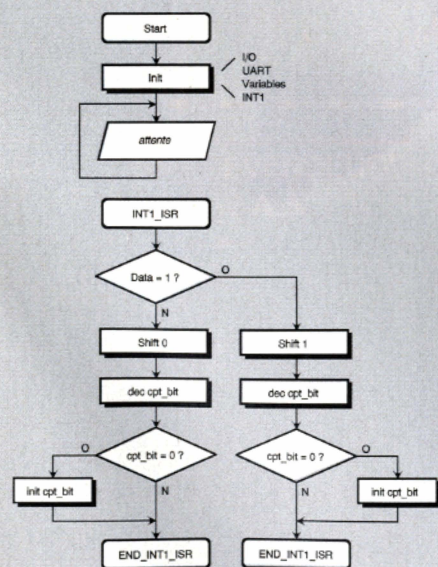 Start
Init
I/O
UART
Variables
INT1
attente
INT1_ISR
Data = 1 ?
O
N
Shift 0
Shift 1
dec cpt_bit
dec cpt_bit
O
cpt_bit = 0 ?
cpt_bit = 0 ?
O
init cpt_bit
N
N
init cpt_bit
END_INT1_ISR
END_INT1_ISR